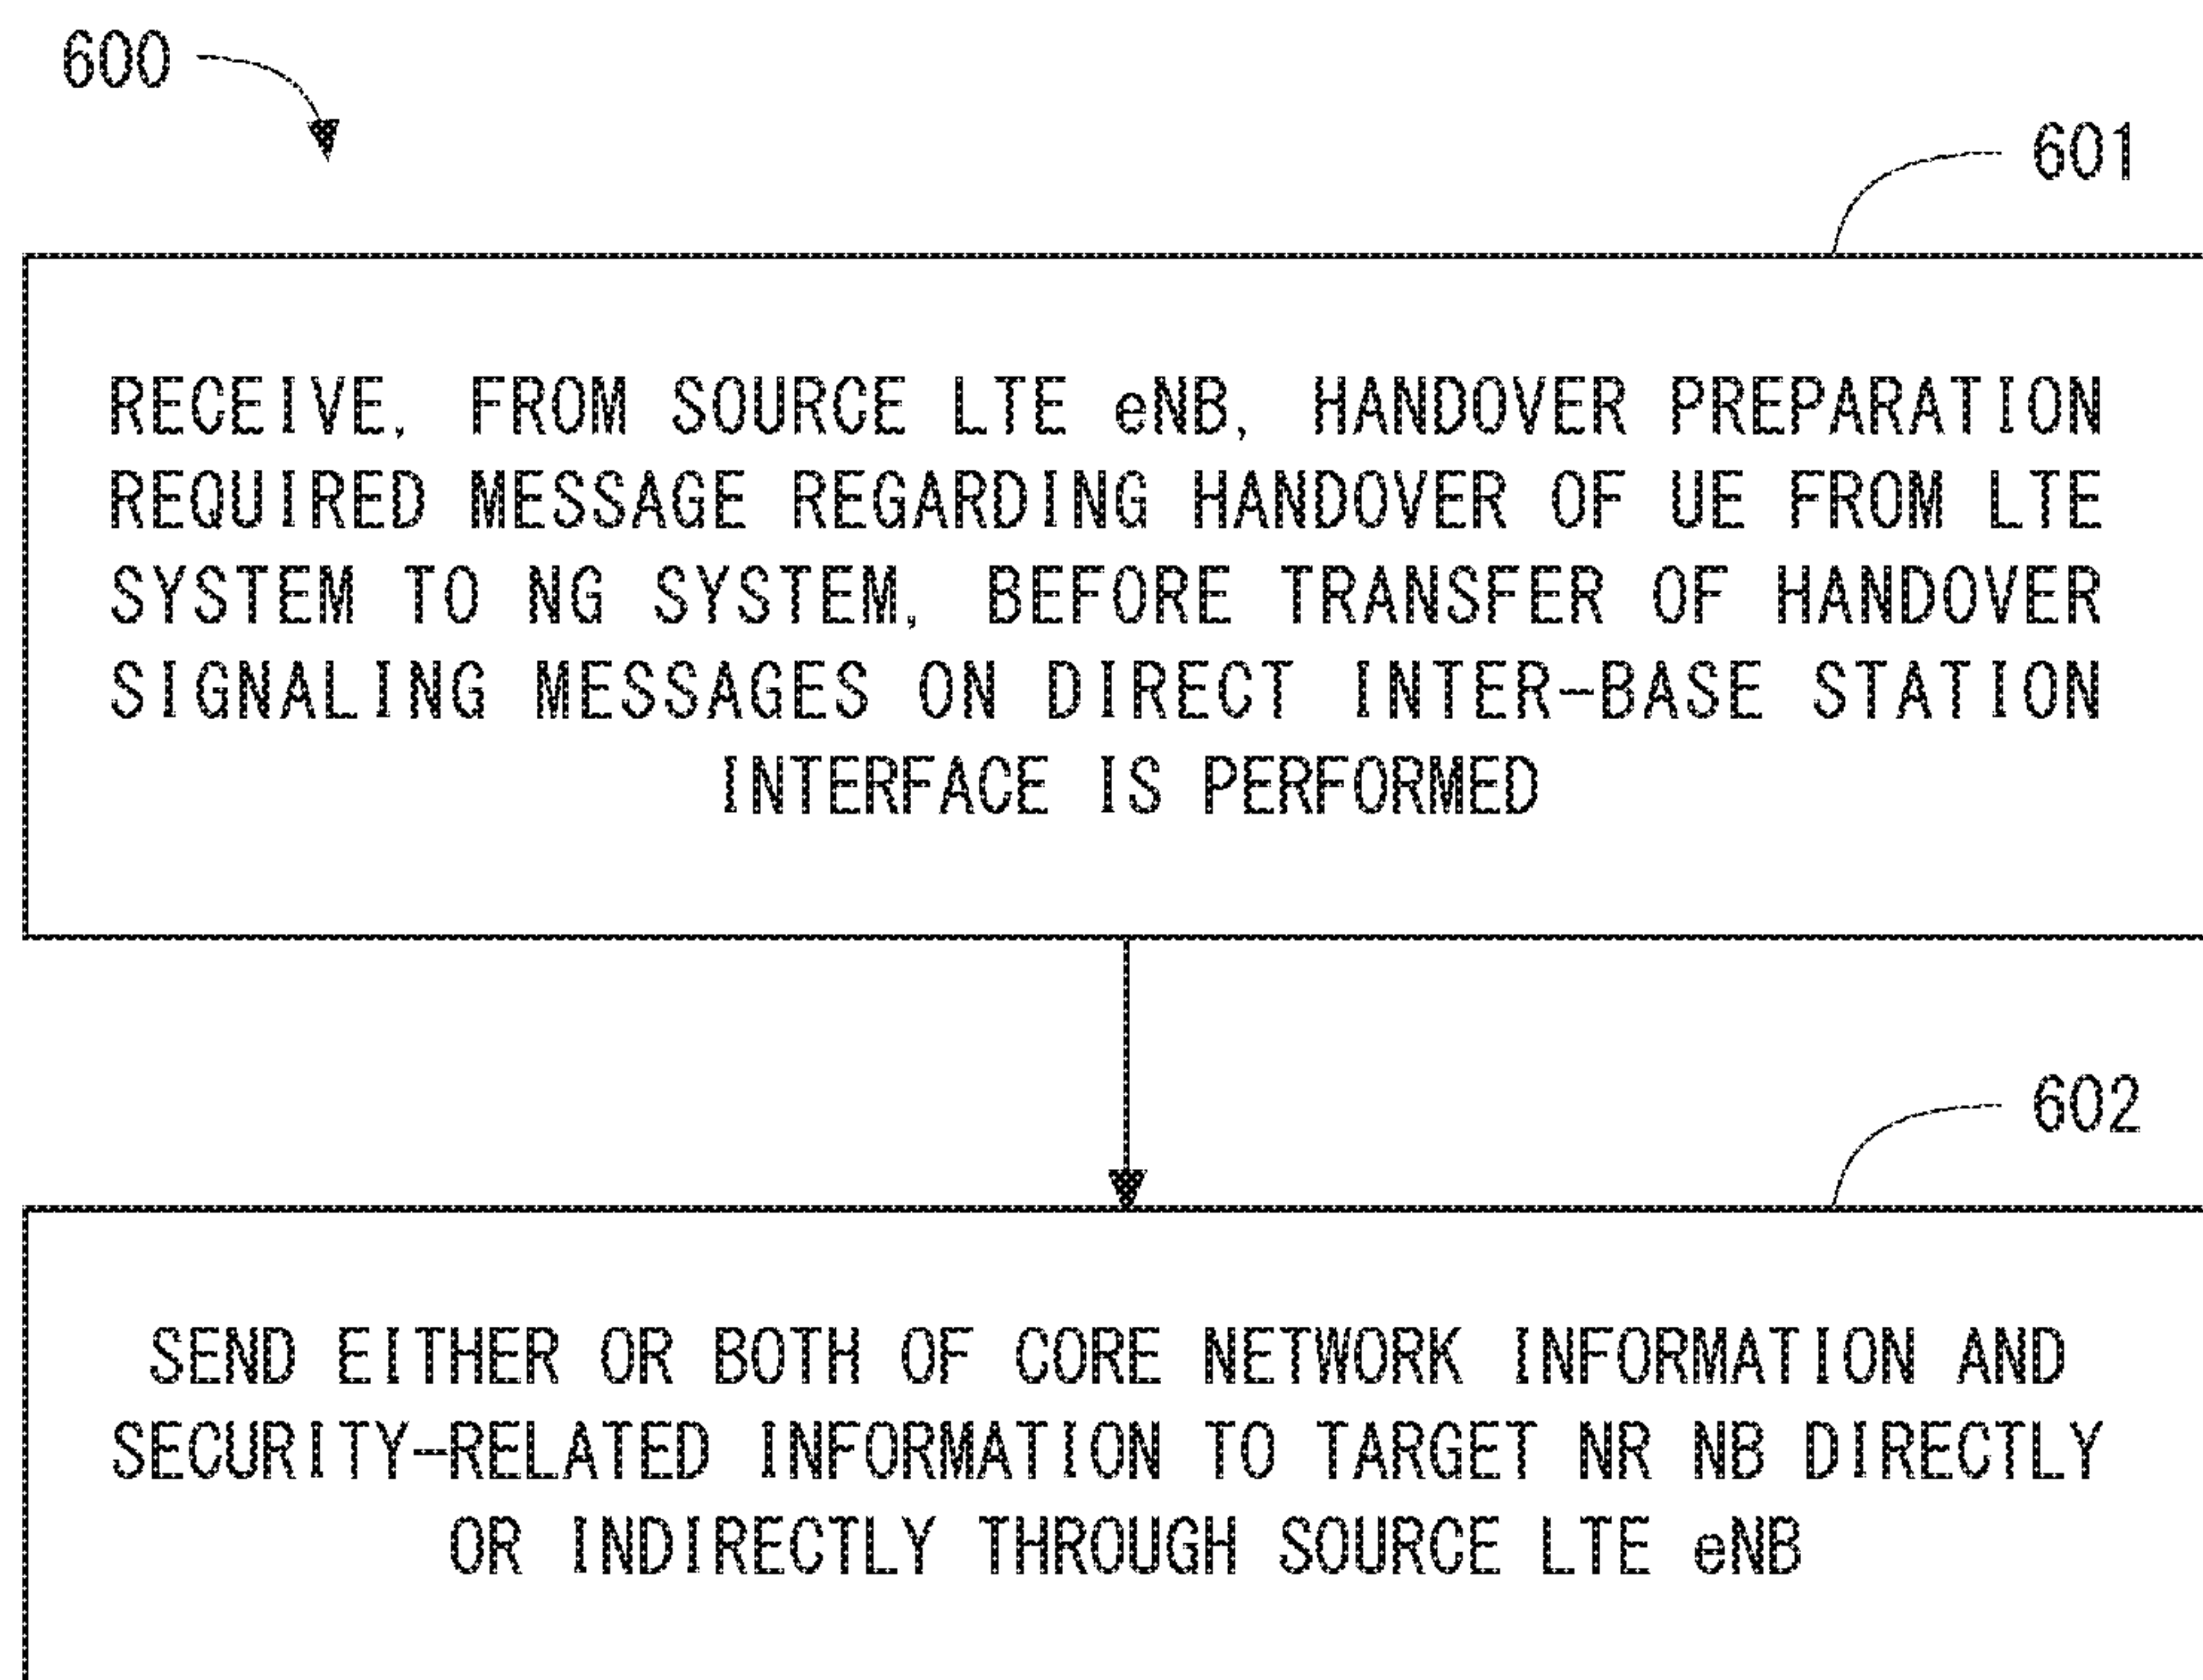 600
601
RECEIVE, FROM SOURCE LTE eNB, HANDOVER PREPARATION
REQUIRED MESSAGE REGARDING HANDOVER OF UE FROM LTE
SYSTEM TO NG SYSTEM, BEFORE TRANSFER OF HANDOVER
SIGNALING MESSAGES ON DIRECT INTER-BASE STATION
INTERFACE IS PERFORMED
602
SEND EITHER OR BOTH OF CORE NETWORK INFORMATION AND
SECURITY-RELATED INFORMATION TO TARGET NR NB DIRECTLY
OR INDIRECTLY THROUGH SOURCE LTE eNB